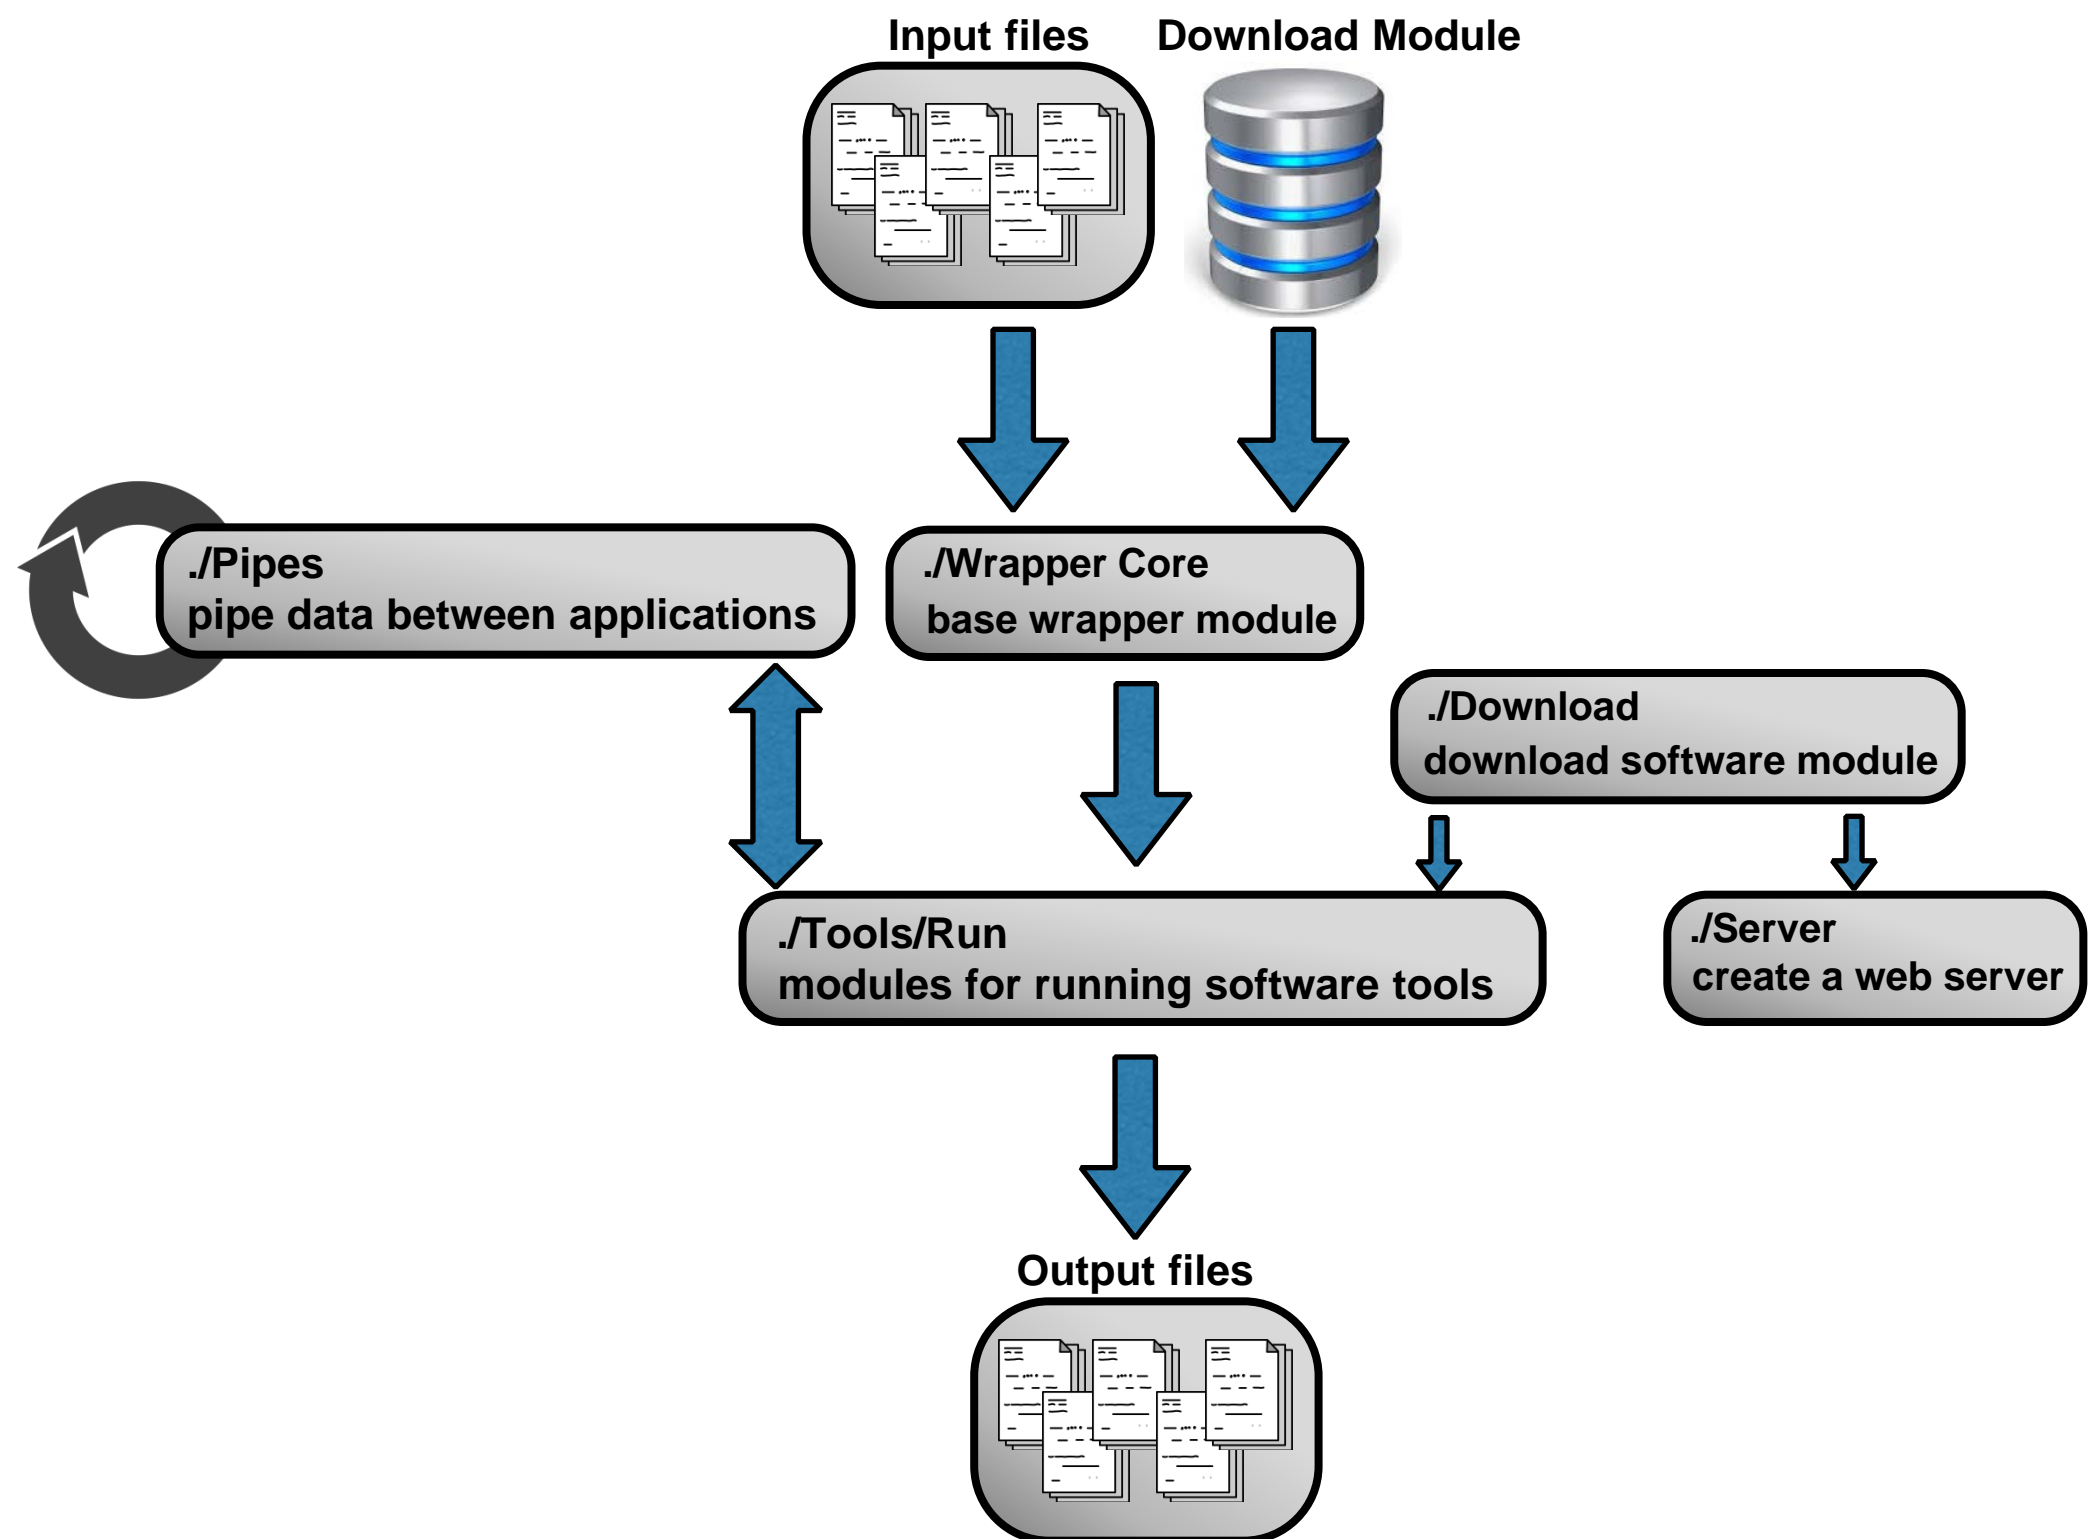 Input files
Download Module
./Pipes
pipe data between applications
./Wrapper Core
base wrapper module
./Download
download software module
./Tools/Run
modules for running software tools
./Server
create a web server
Output files